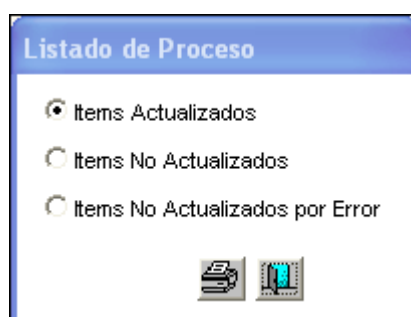 Listado de Proceso
Items Actualizados
Items No Actualizados
Items No Actualizados por Error